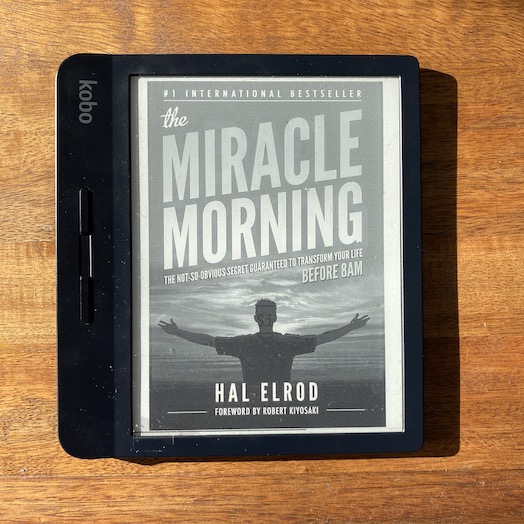 kobo
#1 INTERNATIONAL BESTSELLER
the
MIRACLE
MORNING
THE NOT-SO-OBVIOUS SECRET GUARANTEED TO TRANSFORM YOUR LIFE
BEFORE 8AM
HAL ELROD
FOREWORD BY ROBERT KIYOSAKI